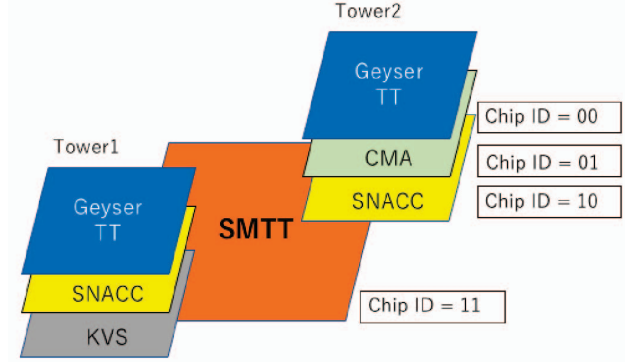 Tower2
Geyser
TT
CMA
SNACC
Chip ID = 00
Chip ID = 01
Chip ID = 10
Tower1
Geyser
TT
SNACC
KVS
SMTT
Chip ID = 11